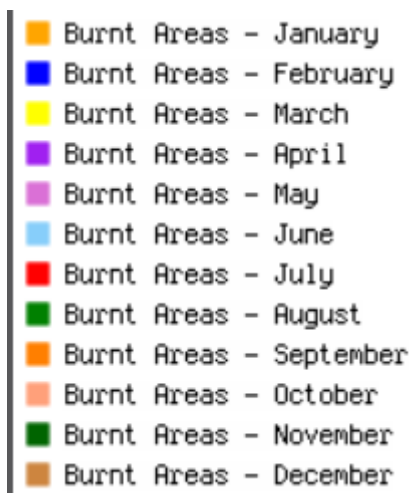 Burnt Areas - January
Burnt Areas - February
Burnt Areas - March
Burnt Areas - April
Burnt Areas - May
Burnt Areas - June
Burnt Areas - July
Burnt Areas - August
Burnt Areas - September
Burnt Areas - October
Burnt Areas - November
Burnt Areas - December